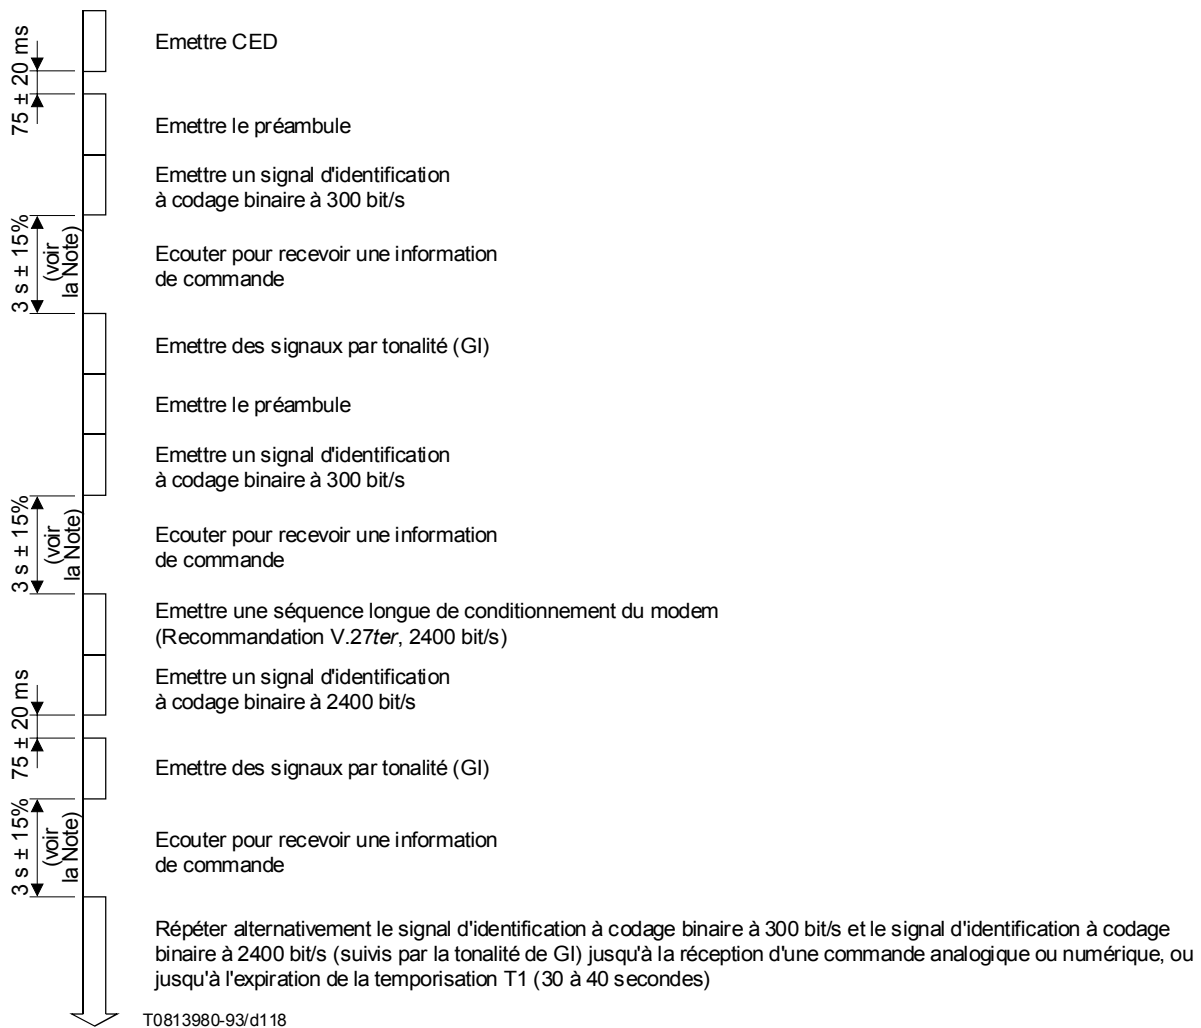 Emettre CED
75 ± 20 ms
Emettre le préambule
Emettre un signal d'identification
à codage binaire à 300 bit/s
3 s ± 15%
(voir
la Note)
Ecouter pour recevoir une information
de commande
Emettre des signaux par tonalité (GI)
Emettre le préambule
Emettre un signal d'identification
à codage binaire à 300 bit/s
3 s ± 15%
(voir
la Note)
Ecouter pour recevoir une information
de commande
Emettre une séquence longue de conditionnement du modem
(Recommandation V.27ter, 2400 bit/s)
Emettre un signal d'identification
à codage binaire à 2400 bit/s
75 ± 20 ms
Emettre des signaux par tonalité (GI)
3 s ± 15%
(voir
la Note)
Ecouter pour recevoir une information
de commande
Répéter alternativement le signal d'identification à codage binaire à 300 bit/s et le signal d'identification à codage
binaire à 2400 bit/s (suivis par la tonalité de GI) jusqu'à la réception d'une commande analogique ou numérique, ou
jusqu'à l'expiration de la temporisation T1 (30 à 40 secondes)
T0813980-93/d118